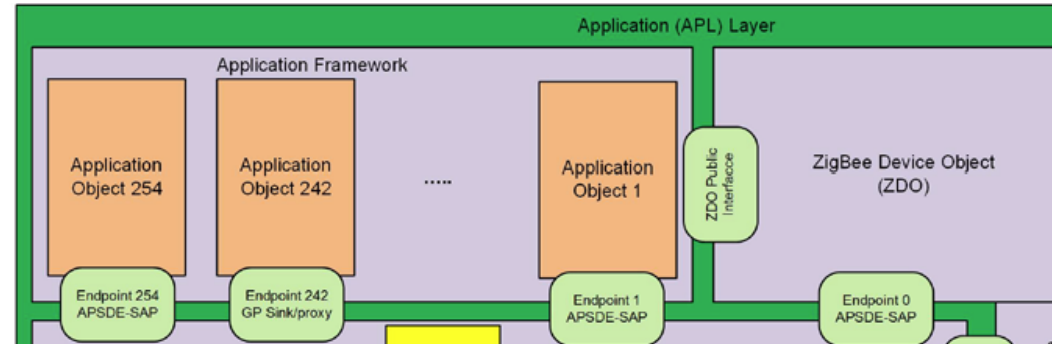 Application (APL) Layer
Application Framework
Application
Object 254
Application
Object 242
.....
Application
Object 1
ZDO Public
Interfacce
ZigBee Device Object
(ZDO)
Endpoint 254
APSDE-SAP
Endpoint 242
GP Sink/proxy
Endpoint 1
APSDE-SAP
Endpoint 0
APSDE-SAP